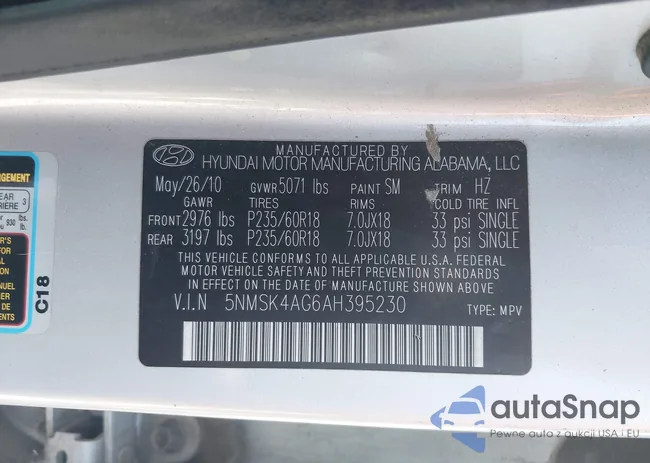 MANUFACTURED BY
HYUNDAI MOTOR MANUFACTURING ALABAMA, LLC
May/26/10 GVWR 5071 lbs PAINT SM TRIM HZ
GAWR TIRES RIMS COLD TIRE INFL
FRONT 2976 lbs P235/60R18 7.0JX18 33 psi SINGLE
REAR 3197 lbs P235/60R18 7.0JX18 33 psi SINGLE
THIS VEHICLE CONFORMS TO ALL APPLICABLE U.S.A. FEDERAL
MOTOR VEHICLE SAFETY AND THEFT PREVENTION STANDARDS
IN EFFECT ON THE DATE OF MANUFACTURE SHOWN ABOVE.
V.I.N 5NMSK4AG6AH395230 TYPE: MPV
C18
autoSnap
Pewne auta z aukcji USA i EU